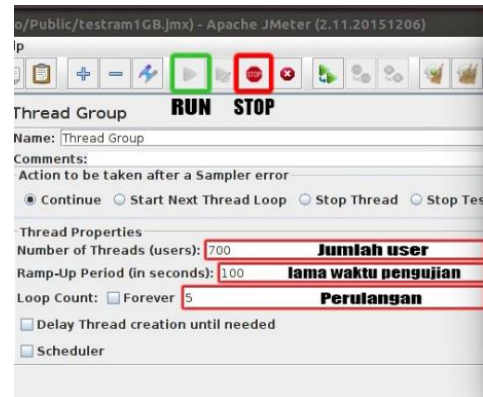 o/Public/testram1GB.jmx) - Apache JMeter (2.11.20151206)
lp
RUN STOP
Thread Group
Name: Thread Group
Comments:
Action to be taken after a Sampler error
Continue Start Next Thread Loop Stop Thread Stop Tes
Thread Properties
Number of Threads (users): 700 Jumlah user
Ramp-Up Period (in seconds): 100 lama waktu pengujian
Loop Count: Forever 5 Perulangan
Delay Thread creation until needed
Scheduler